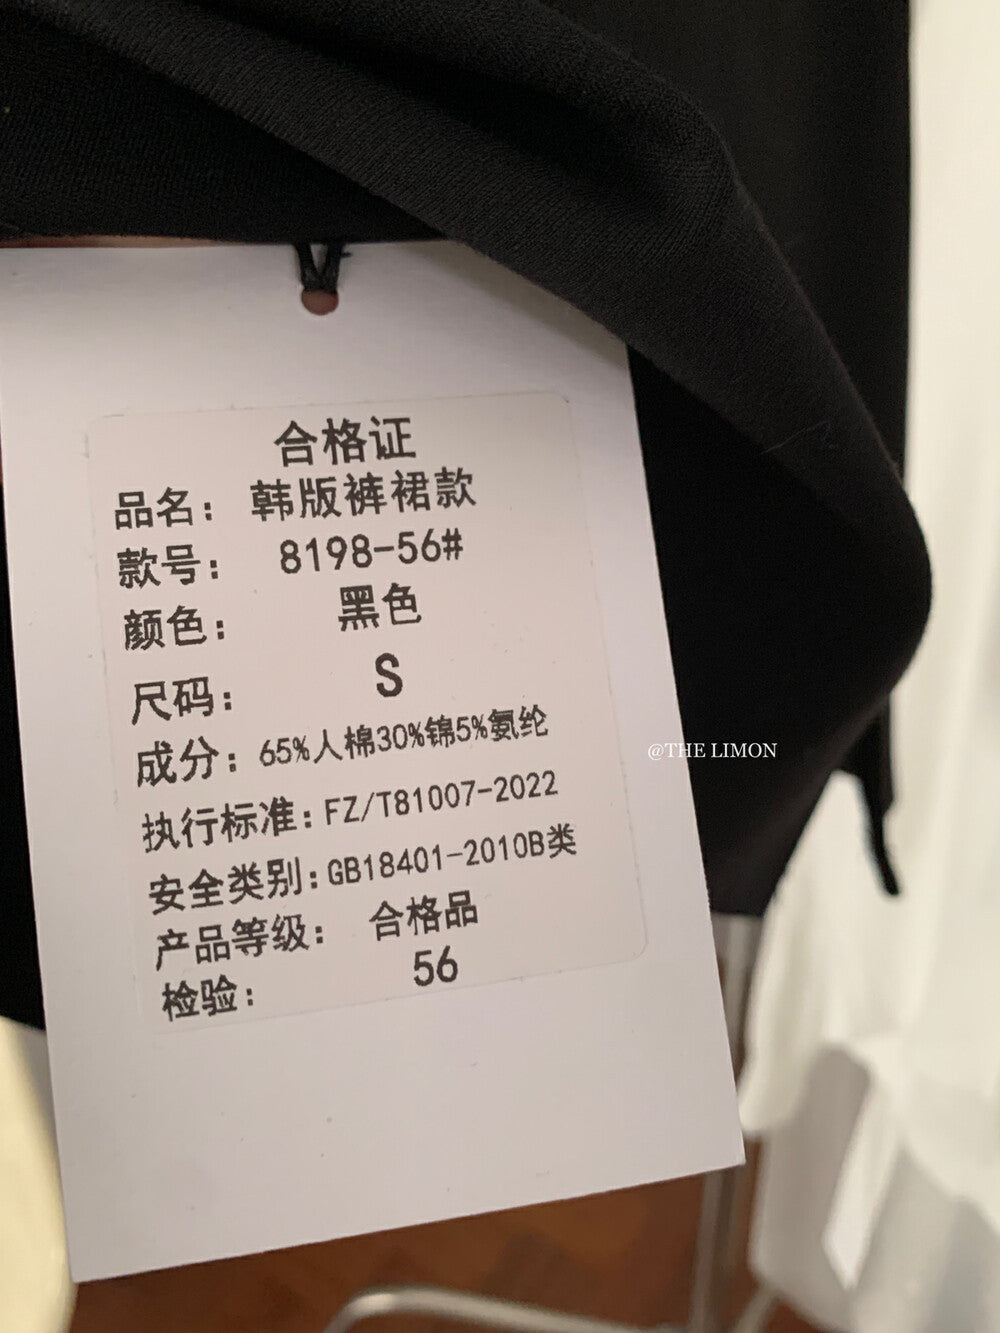 合格证
品名： 韩版裤裙款
款号： 8198-56#
颜色： 黑色
尺码： S
成分：65%人棉30%锦5%氨纶
执行标准：FZ/T81007-2022
安全类别：GB18401-2010B类
产品等级： 合格品
检验： 56
@THE LIMON